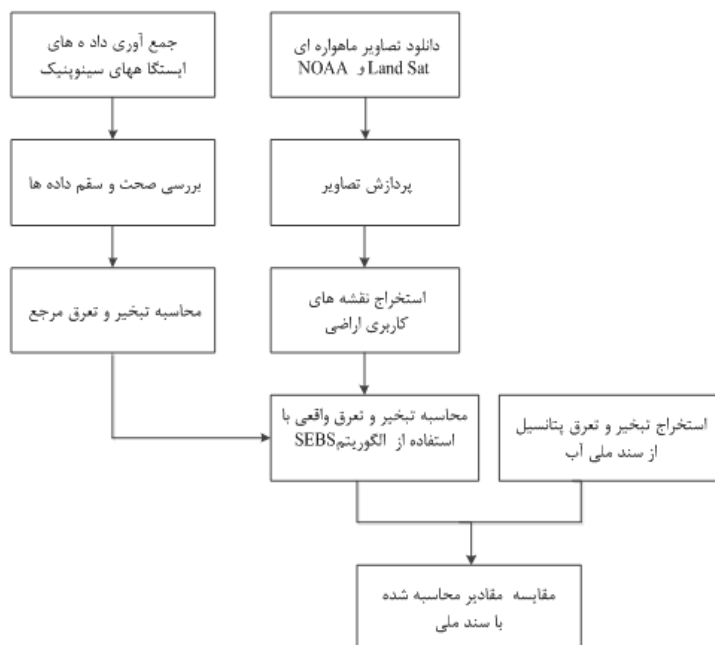 جمع آوری داد ه های
ایستگا ههای سینوپتیک
دانلود تصاویر ماهواره ای
Land Sat و NOAA
بررسی صحت و سقم داده ها
پردازش تصاویر
محاسبه تبخیر و تعرق مرجع
استخراج نقشه های
کاربری اراضی
محاسبه تبخیر و تعرق واقعی با
استفاده از الگوریتمSEBS
استخراج تبخیر و تعرق پتانسیل
از سند ملی آب
مقایسه مقادیر محاسبه شده
با سند ملی